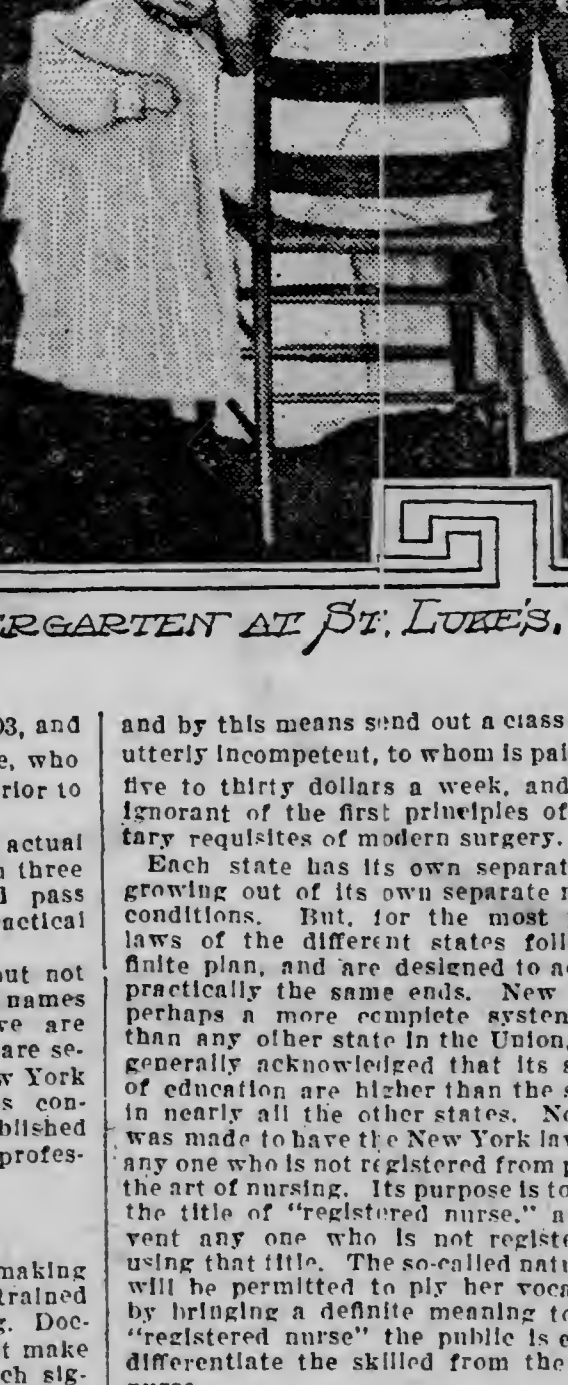 ERGARTEN AT ST. LUKE'S.
03, and
e, who
rior to
actual
three
pass
actical
out not
names
re are
are se-
w York
s con-
blished
profes-
making
trained
g. Doc-
t make
ch sig-
and by this means send out a class
utterly incompetent, to whom is pai
five to thirty dollars a week, and
ignorant of the first principles of
tary requisites of modern surgery.
Each state has its own separat
growing out of its own separate
conditions. But, for the most
laws of the different states foll
finite plan, and are designed to a
practically the same ends. New
perhaps a more complete system
than any other state in the Union,
generally acknowledged that its s
of education are higher than the s
in nearly all the other states. No
was made to have the New York law
any one who is not registered from p
the art of nursing. Its purpose is to
the title of "registered nurse," a
vent any one who is not registe
using that title. The so-called natu
will be permitted to ply her voca
by bringing a definite meaning to
"registered nurse" the public is e
differentiate the skilled from the